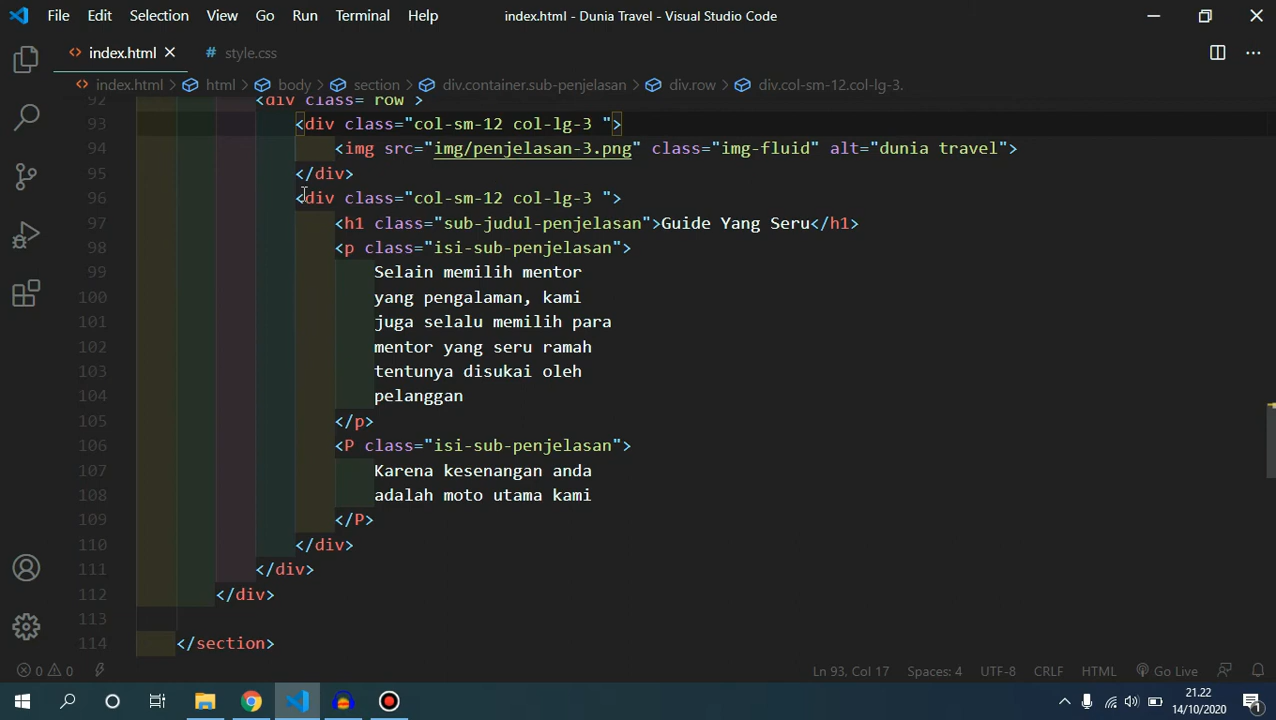 File Edit Selection View Go Run Terminal Help index.html - Dunia Travel - Visual Studio Code
index.html style.css
index.html > html > body > section > div.container.sub-penjelasan > div.row > div.col-sm-12.col-lg-3.
92 <div class= row >
93 <div class="col-sm-12 col-lg-3 ">
94 <img src="img/penjelasan-3.png" class="img-fluid" alt="dunia travel">
95 </div>
96 <div class="col-sm-12 col-lg-3 ">
97 <h1 class="sub-judul-penjelasan">Guide Yang Seru</h1>
98 <p class="isi-sub-penjelasan">
99 Selain memilih mentor
100 yang pengalaman, kami
101 juga selalu memilih para
102 mentor yang seru ramah
103 tentunya disukai oleh
104 pelanggan
105 </p>
106 <P class="isi-sub-penjelasan">
107 Karena kesenangan anda
108 adalah moto utama kami
109 </P>
110 </div>
111 </div>
112 </div>
113
114 </section>
0 0 Ln 93, Col 17 Spaces: 4 UTF-8 CRLF HTML Go Live
21.22
14/10/2020
1